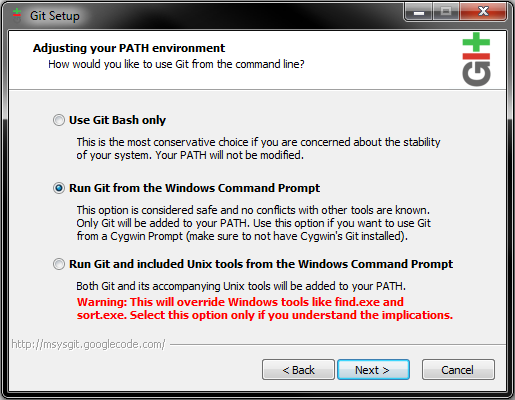 Git Setup
Adjusting your PATH environment
How would you like to use Git from the command line?
GIT
Use Git Bash only
This is the most conservative choice if you are concerned about the stability
of your system. Your PATH will not be modified.
Run Git from the Windows Command Prompt
This option is considered safe and no conflicts with other tools are known.
Only Git will be added to your PATH. Use this option if you want to use Git
from a Cygwin Prompt (make sure to not have Cygwin's Git installed).
Run Git and included Unix tools from the Windows Command Prompt
Both Git and its accompanying Unix tools will be added to your PATH.
Warning: This will override Windows tools like find.exe and
sort.exe. Select this option only if you understand the implications.
http://msysgit.googlecode.com/
< Back
Next >
Cancel